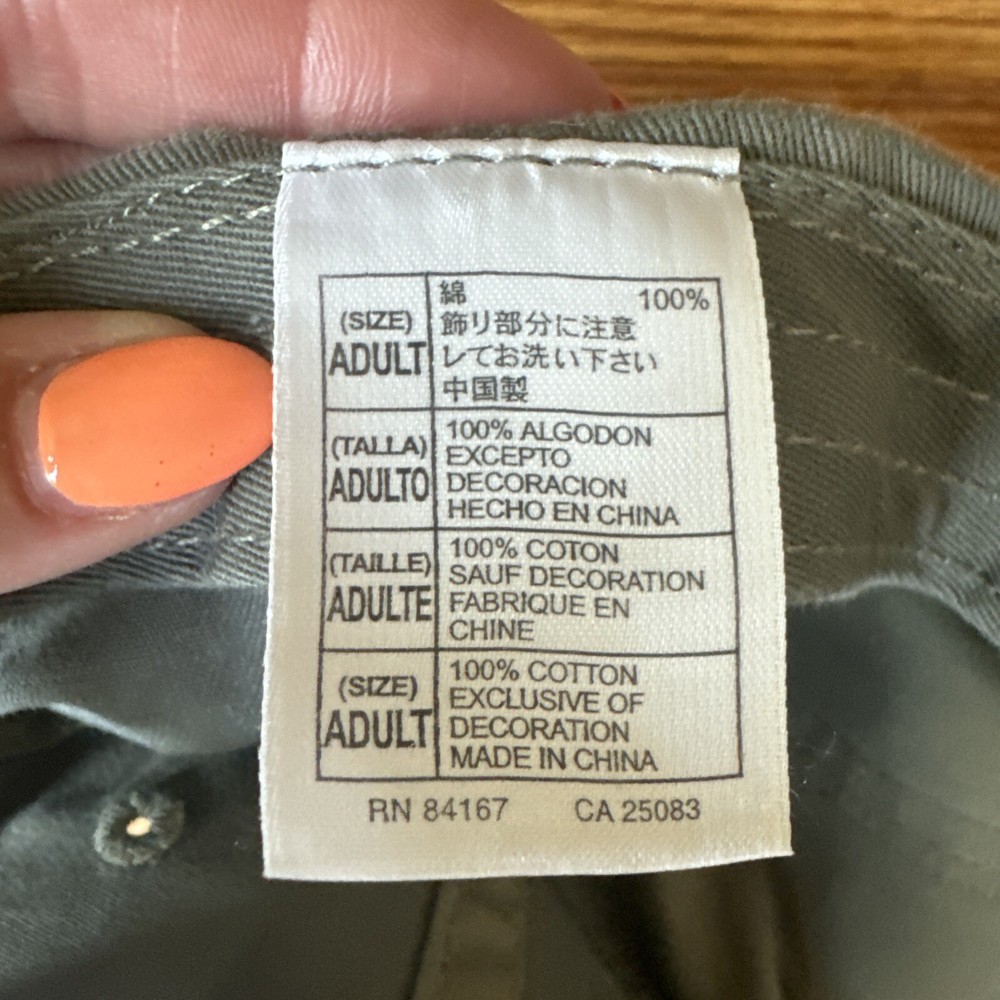 (SIZE)
ADULT
綿 100%
飾り部分に注意
レてお洗い下さい
中国製
(TALLA)
ADULTO
100% ALGODON
EXCEPTO
DECORACION
HECHO EN CHINA
(TAILLE)
ADULTE
100% COTON
SAUF DECORATION
FABRIQUE EN
CHINE
(SIZE)
ADULT
100% COTTON
EXCLUSIVE OF
DECORATION
MADE IN CHINA
RN 84167 CA 25083